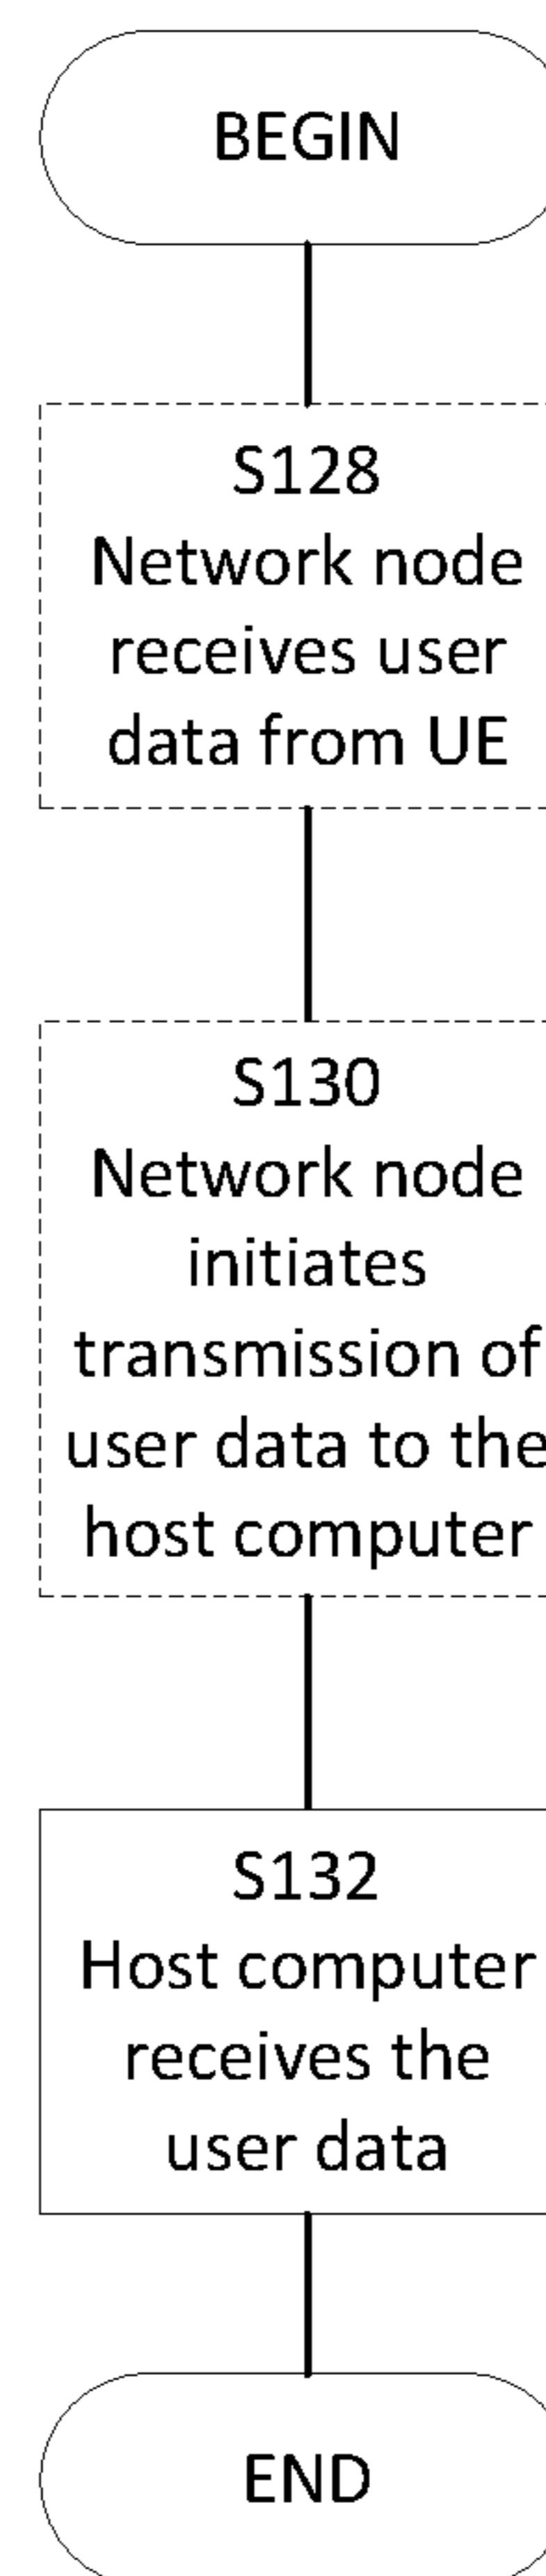 BEGIN
S128
Network node
receives user
data from UE
S130
Network node
initiates
transmission of
user data to the
host computer
S132
Host computer
receives the
user data
END